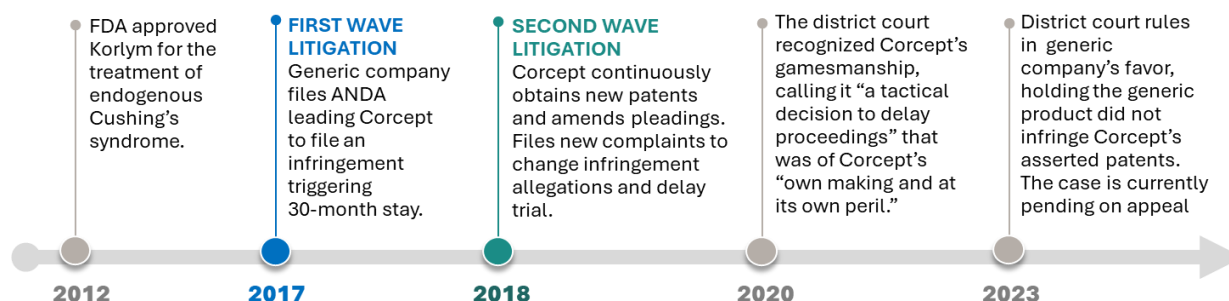 FDA approved
Korlym for the
treatment of
endogenous
Cushing's
syndrome.
FIRST WAVE
LITIGATION
Generic company
files ANDA
leading Corcept
to file an
infringement
triggering
30-month stay.
SECOND WAVE
LITIGATION
Corcept continuously
obtains new patents
and amends pleadings.
Files new complaints to
change infringement
allegations and delay
trial.
The district court
recognized Corcept's
gamesmanship,
calling it “a tactical
decision to delay
proceedings” that
was of Corcept's
“own making and at
its own peril.”
District court rules
in generic
company's favor,
holding the generic
product did not
infringe Corcept's
asserted patents.
The case is currently
pending on appeal
2012
2017
2018
2020
2023